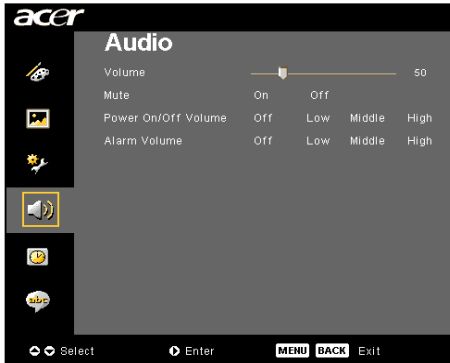 acer
Audio
Volume 50
Mute On Off
Power On/Off Volume Off Low Middle High
Alarm Volume Off Low Middle High
abc
Select Enter MENU BACK Exit